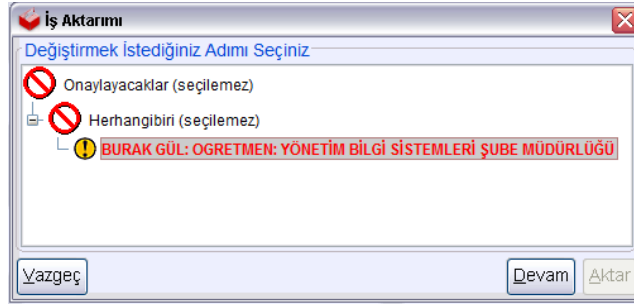 İş Aktarımı
Değiştirmek İstediğiniz Adımı Seçiniz
Onaylayacaklar (seçilemez)
Herhangibiri (seçilemez)
BURAK GÜL: OGRETMEN: YÖNETİM BİLGİ SİSTEMLERİ ŞUBE MÜDÜRLÜĞÜ
Vazgeç Devam Aktar